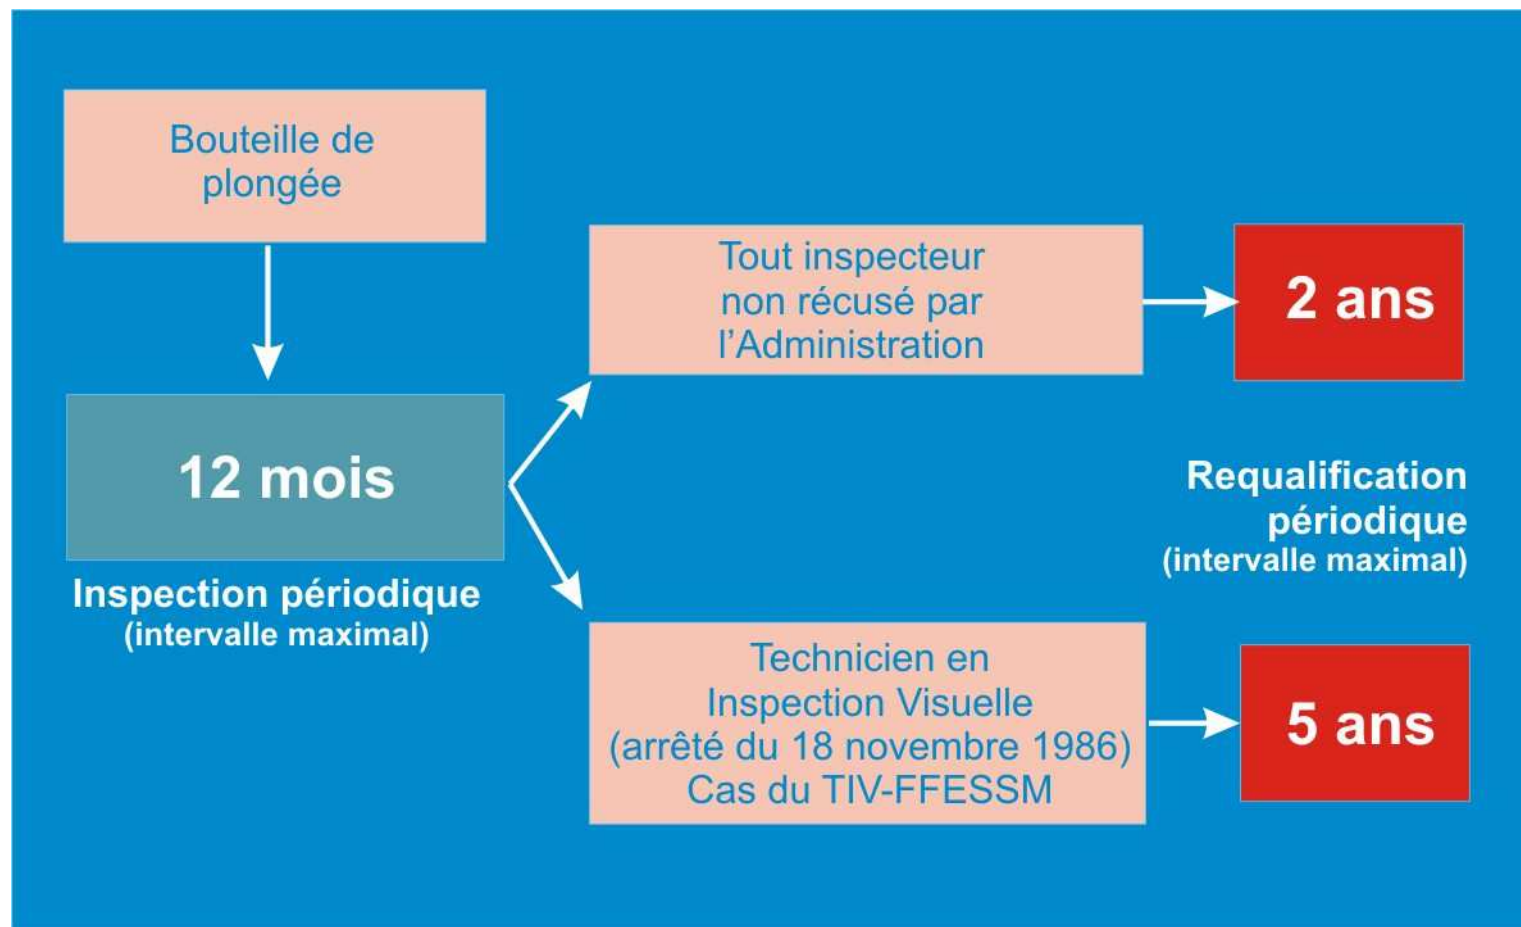 Bouteille de
plongée
12 mois
Inspection périodique
(intervalle maximal)
Tout inspecteur
non récusé par
l'Administration
2 ans
Requalification
périodique
(intervalle maximal)
Technicien en
Inspection Visuelle
(arrêté du 18 novembre 1986)
Cas du TIV-FFESSM
5 ans